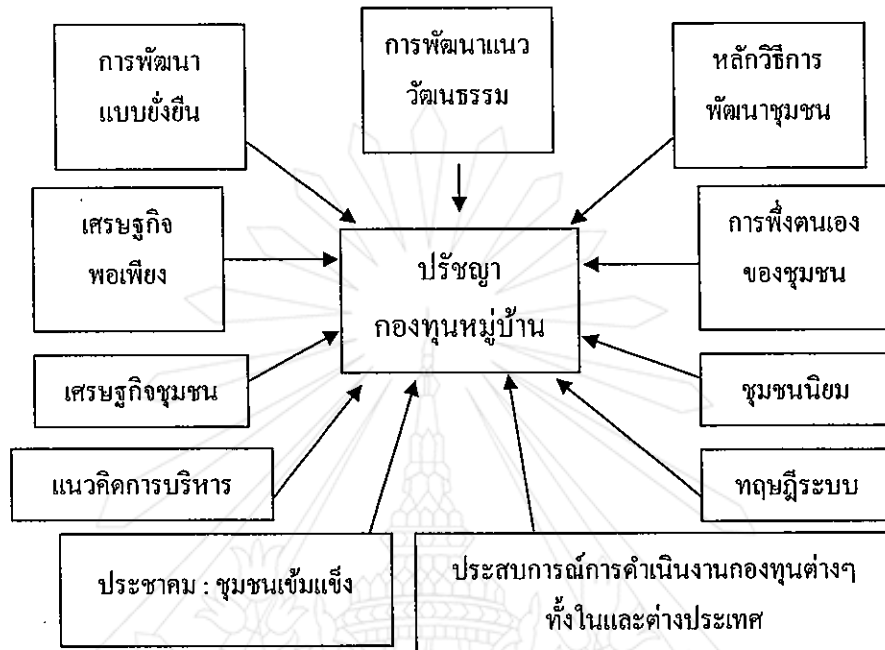 การพัฒนา
แบบยั่งยืน
การพัฒนาแนว
วัฒนธรรม
หลักวิธีการ
พัฒนาชุมชน
เศรษฐกิจ
พอเพียง
ปรัชญา
กองทุนหมู่บ้าน
การพึ่งตนเอง
ของชุมชน
เศรษฐกิจชุมชน
ชุมชนนิยม
แนวคิดการบริหาร
ทฤษฎีระบบ
ประชาคม : ชุมชนเข้มแข็ง
ประสบการณ์การดำเนินงานกองทุนต่างๆ
ทั้งในและต่างประเทศ